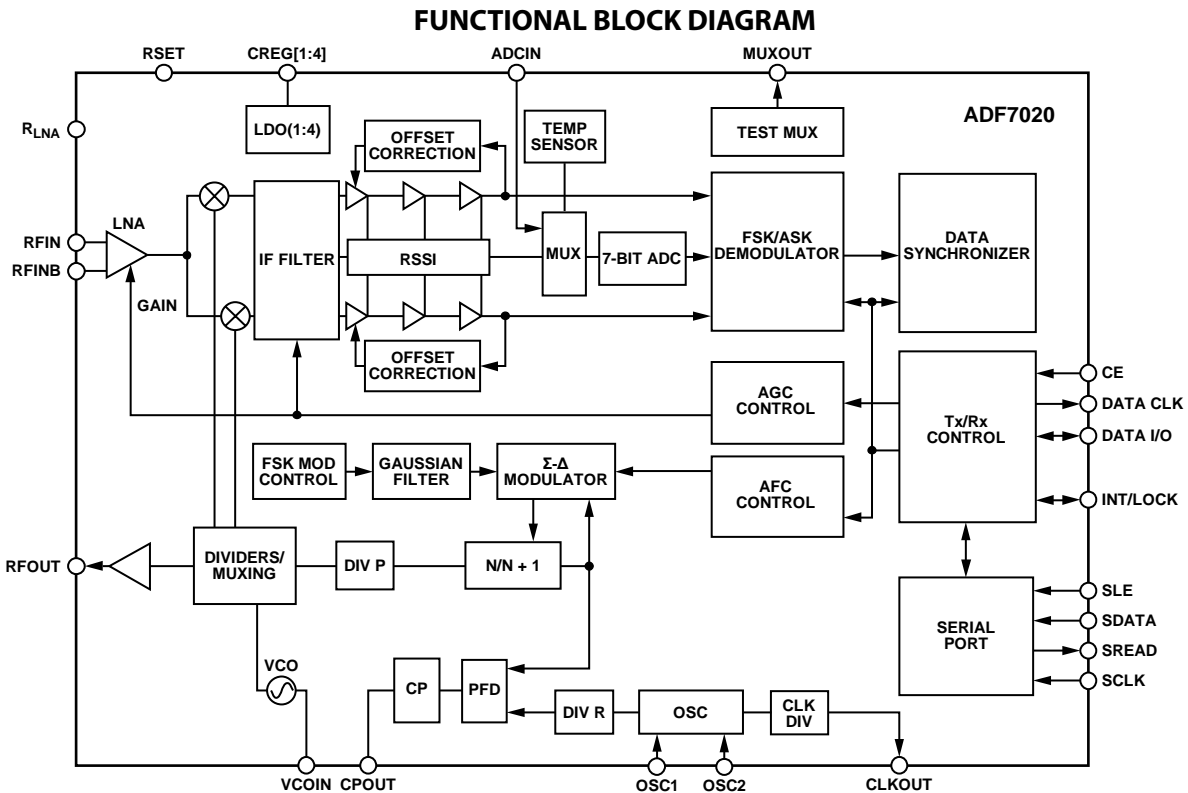 FUNCTIONAL BLOCK DIAGRAM
RSET
CREG[1:4]
ADCIN
MUXOUT
ADF7020
R_LNA
LDO(1:4)
OFFSET
CORRECTION
TEMP
SENSOR
TEST MUX
LNA
RFIN
RFINB
GAIN
IF FILTER
RSSI
MUX
7-BIT ADC
FSK/ASK
DEMODULATOR
DATA
SYNCHRONIZER
OFFSET
CORRECTION
AGC
CONTROL
Tx/Rx
CONTROL
CE
DATA CLK
DATA I/O
INT/LOCK
FSK MOD
CONTROL
GAUSSIAN
FILTER
Σ-Δ
MODULATOR
AFC
CONTROL
RFOUT
DIVIDERS/
MUXING
DIV P
N/N + 1
SERIAL
PORT
SLE
SDATA
SREAD
SCLK
VCO
CP
PFD
DIV R
OSC
CLK
DIV
VCOIN
CPOUT
OSC1
OSC2
CLKOUT